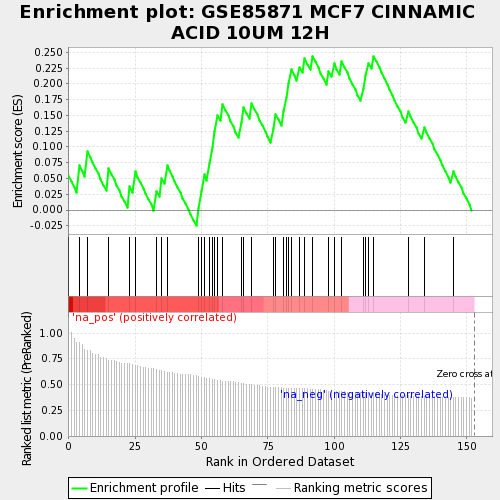 Enrichment plot: GSE85871 MCF7 CINNAMIC
ACID 10UM 12H
Enrichment score (ES)
0.250
0.225
0.200
0.175
0.150
0.125
0.100
0.075
0.050
0.025
0.000
-0.025
'na_pos' (positively correlated)
Ranked list metric (PreRanked)
1.00
0.75
0.50
0.25
0.00
Zero cross at
'na_neg' (negatively correlated)
0
25
50
75
100
125
150
Rank in Ordered Dataset
Enrichment profile
Hits
Ranking metric scores